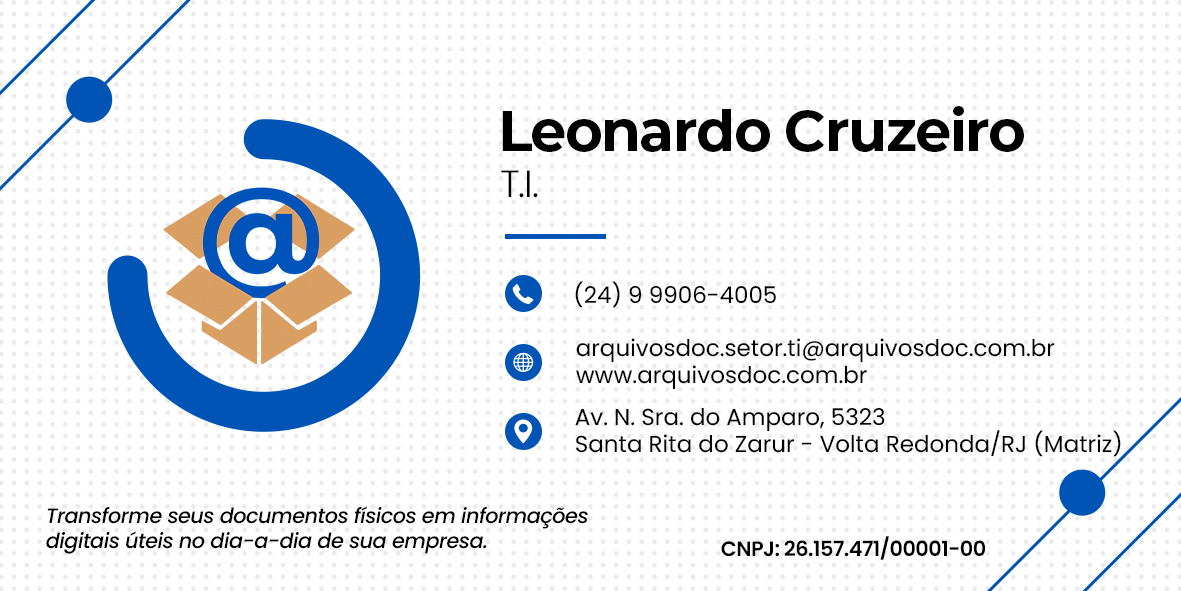 @
Leonardo Cruzeiro
T.I.
(24) 9 9906-4005
arquivosdoc.setor.ti@arquivosdoc.com.br
www.arquivosdoc.com.br
Av. N. Sra. do Amparo, 5323
Santa Rita do Zarur - Volta Redonda/RJ (Matriz)
Transforme seus documentos físicos em informações
digitais úteis no dia-a-dia de sua empresa.
CNPJ: 26.157.471/00001-00